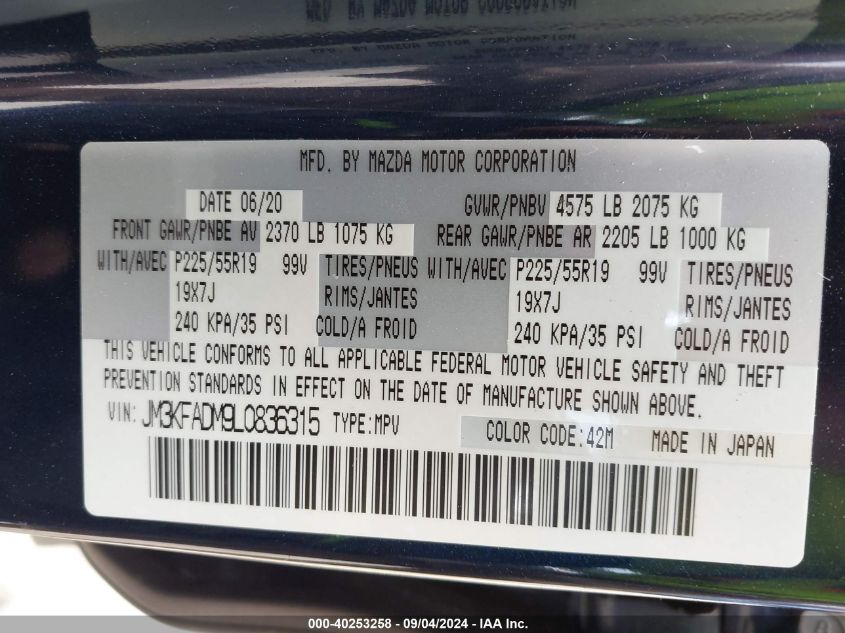 MFD. BY MAZDA MOTOR CORPORATION
DATE 06/20 GVWR/PNBV 4575 LB 2075 KG
FRONT GAWR/PNBE AV 2370 LB 1075 KG REAR GAWR/PNBE AR 2205 LB 1000 KG
WITH/AVEC P225/55R19 99V TIRES/PNEUS WITH/AVEC P225/55R19 99V TIRES/PNEUS
19X7J RIMS/JANTES 19X7J RIMS/JANTES
240 KPA/35 PSI COLD/A FROID 240 KPA/35 PSI COLD/A FROID
THIS VEHICLE CONFORMS TO ALL APPLICABLE FEDERAL MOTOR VEHICLE SAFETY AND THEFT
PREVENTION STANDARDS IN EFFECT ON THE DATE OF MANUFACTURE SHOWN ABOVE.
VIN: JM3KFADM9L0836315 TYPE:MPV COLOR CODE:42M MADE IN JAPAN
000-40253258 - 09/04/2024 - IAA Inc.